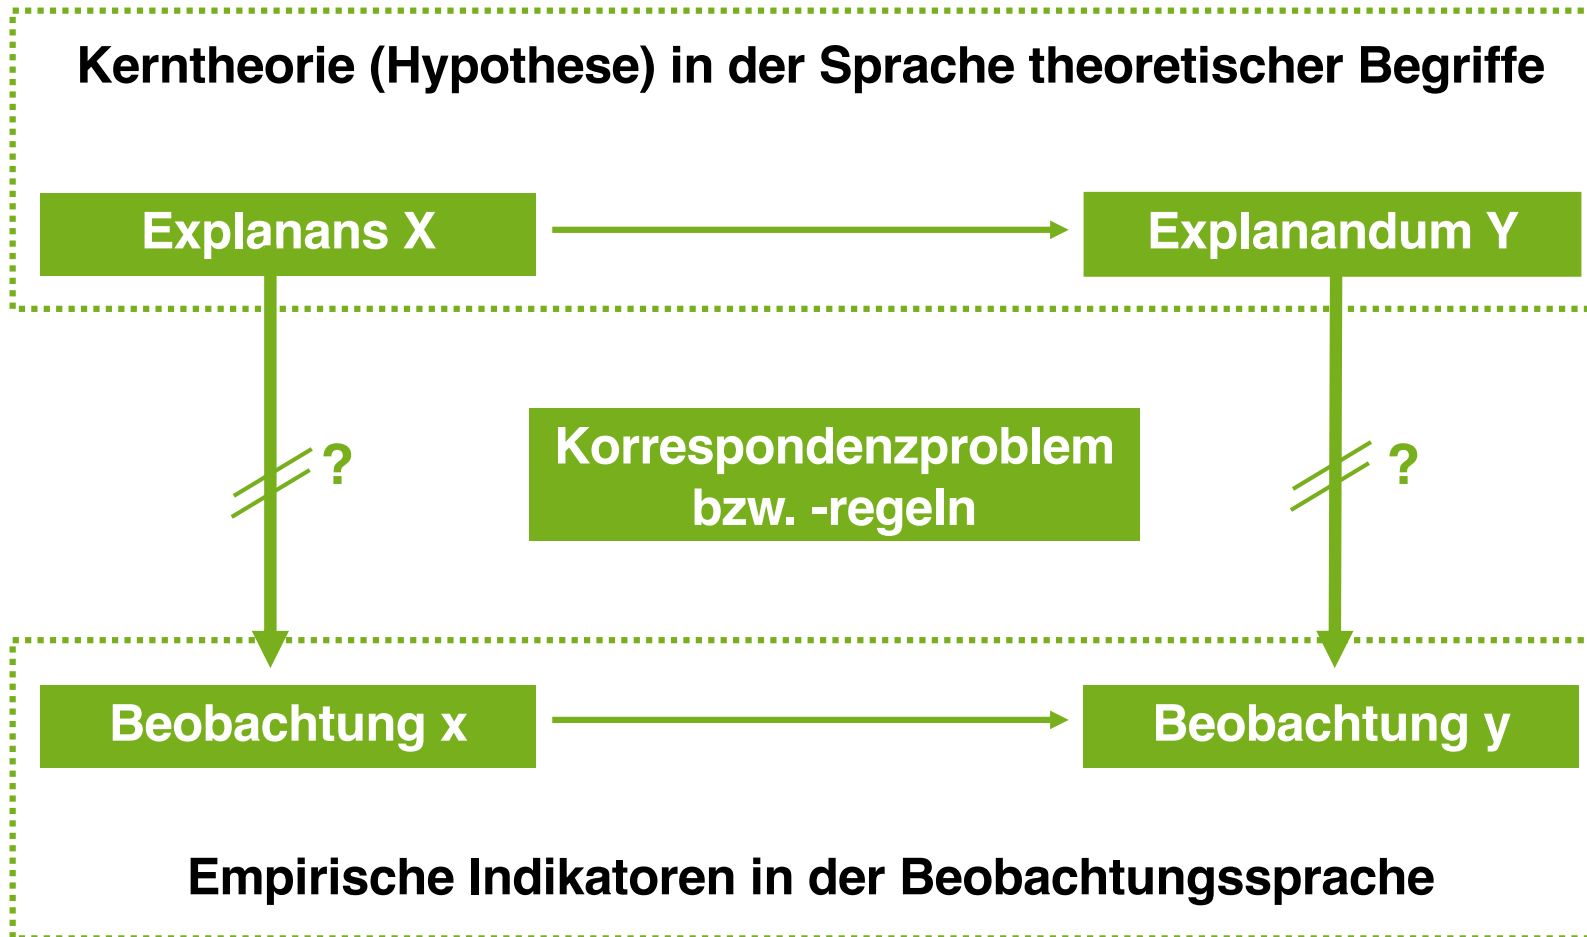 Kerntheorie (Hypothese) in der Sprache theoretischer Begriffe
Explanans X
Explanandum Y
?
Korrespondenzproblem
bzw. -regeln
?
Beobachtung x
Beobachtung y
Empirische Indikatoren in der Beobachtungssprache